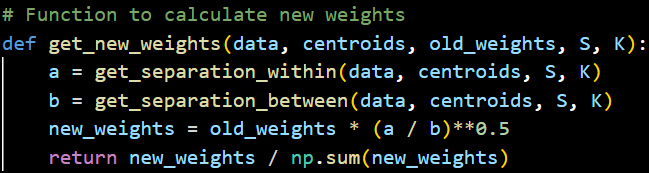 # Function to calculate new weights
def get_new_weights(data, centroids, old_weights, S, K):
    a = get_separation_within(data, centroids, S, K)
    b = get_separation_between(data, centroids, S, K)
    new_weights = old_weights * (a / b)**0.5
    return new_weights / np.sum(new_weights)